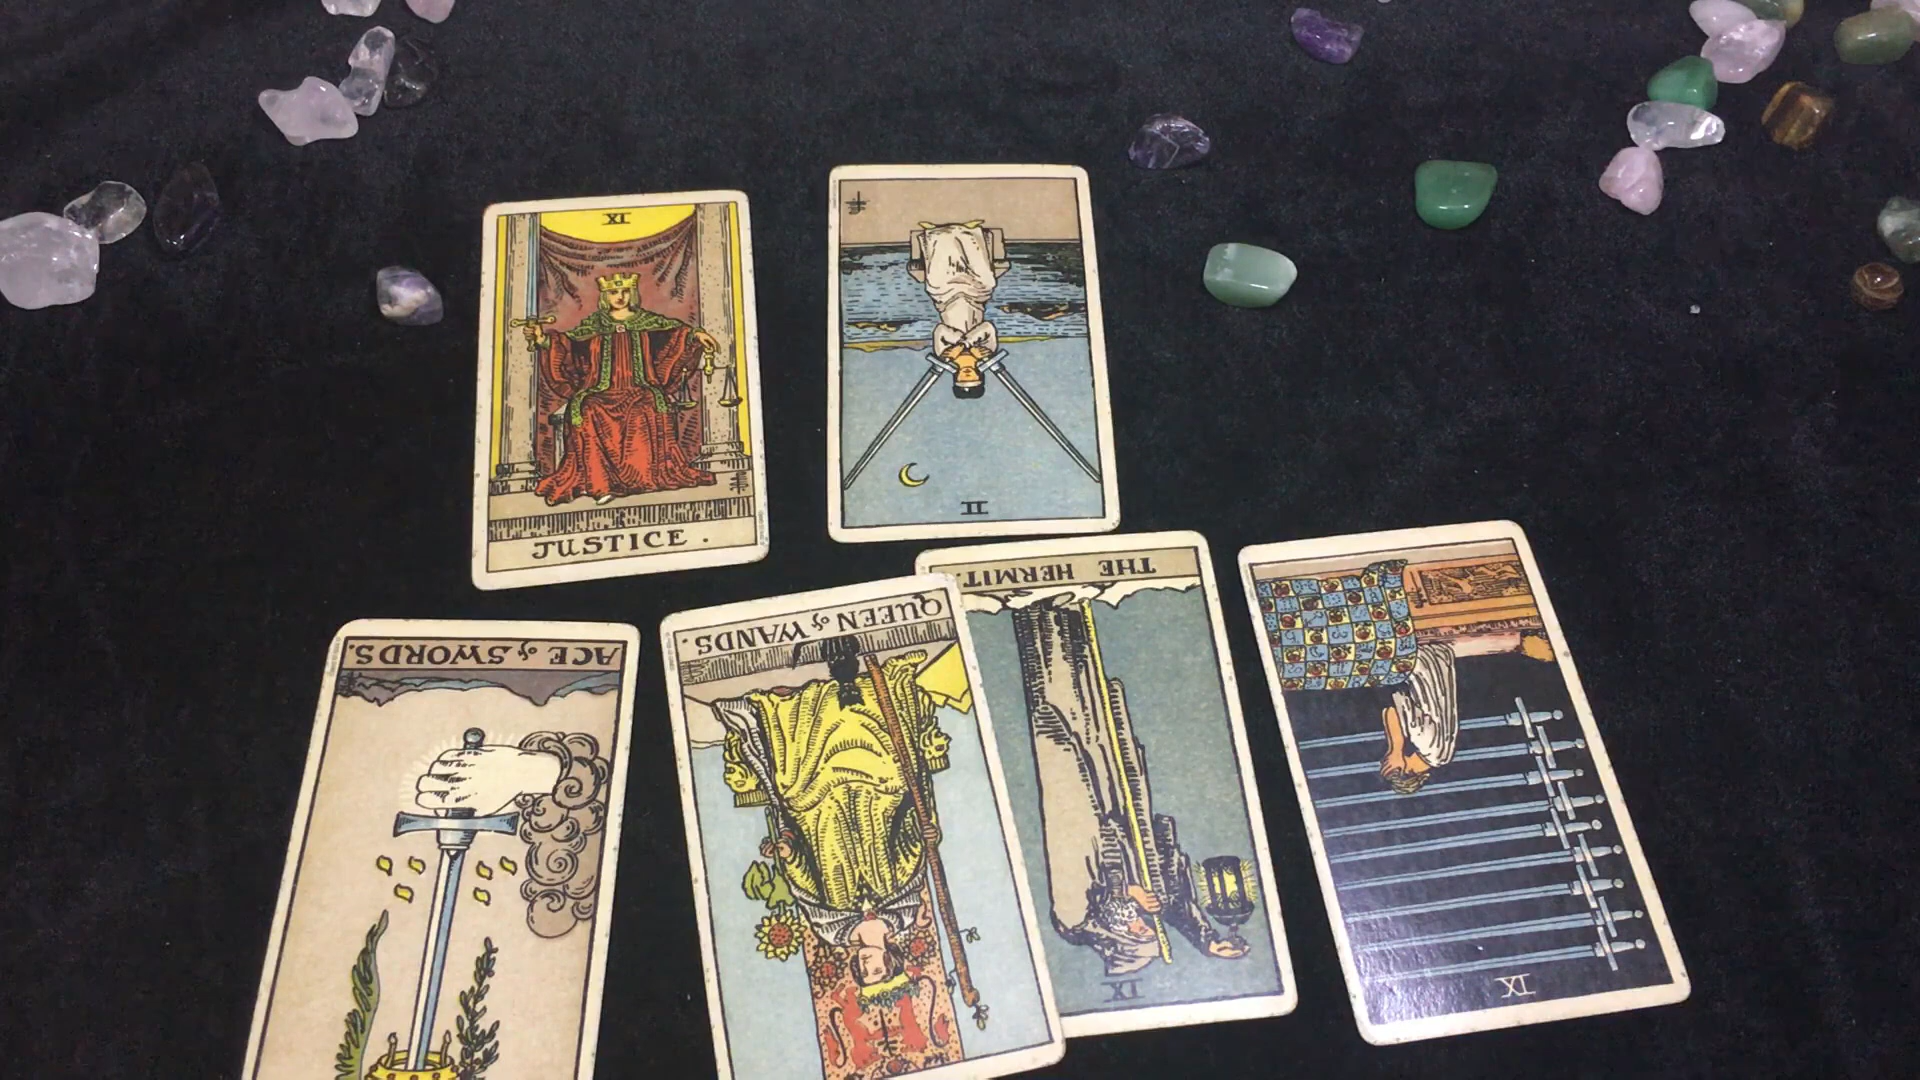 XI
JUSTICE .
II
THE HERMIT.
IX
QUEEN of WANDS.
ACE of SWORDS.
IX